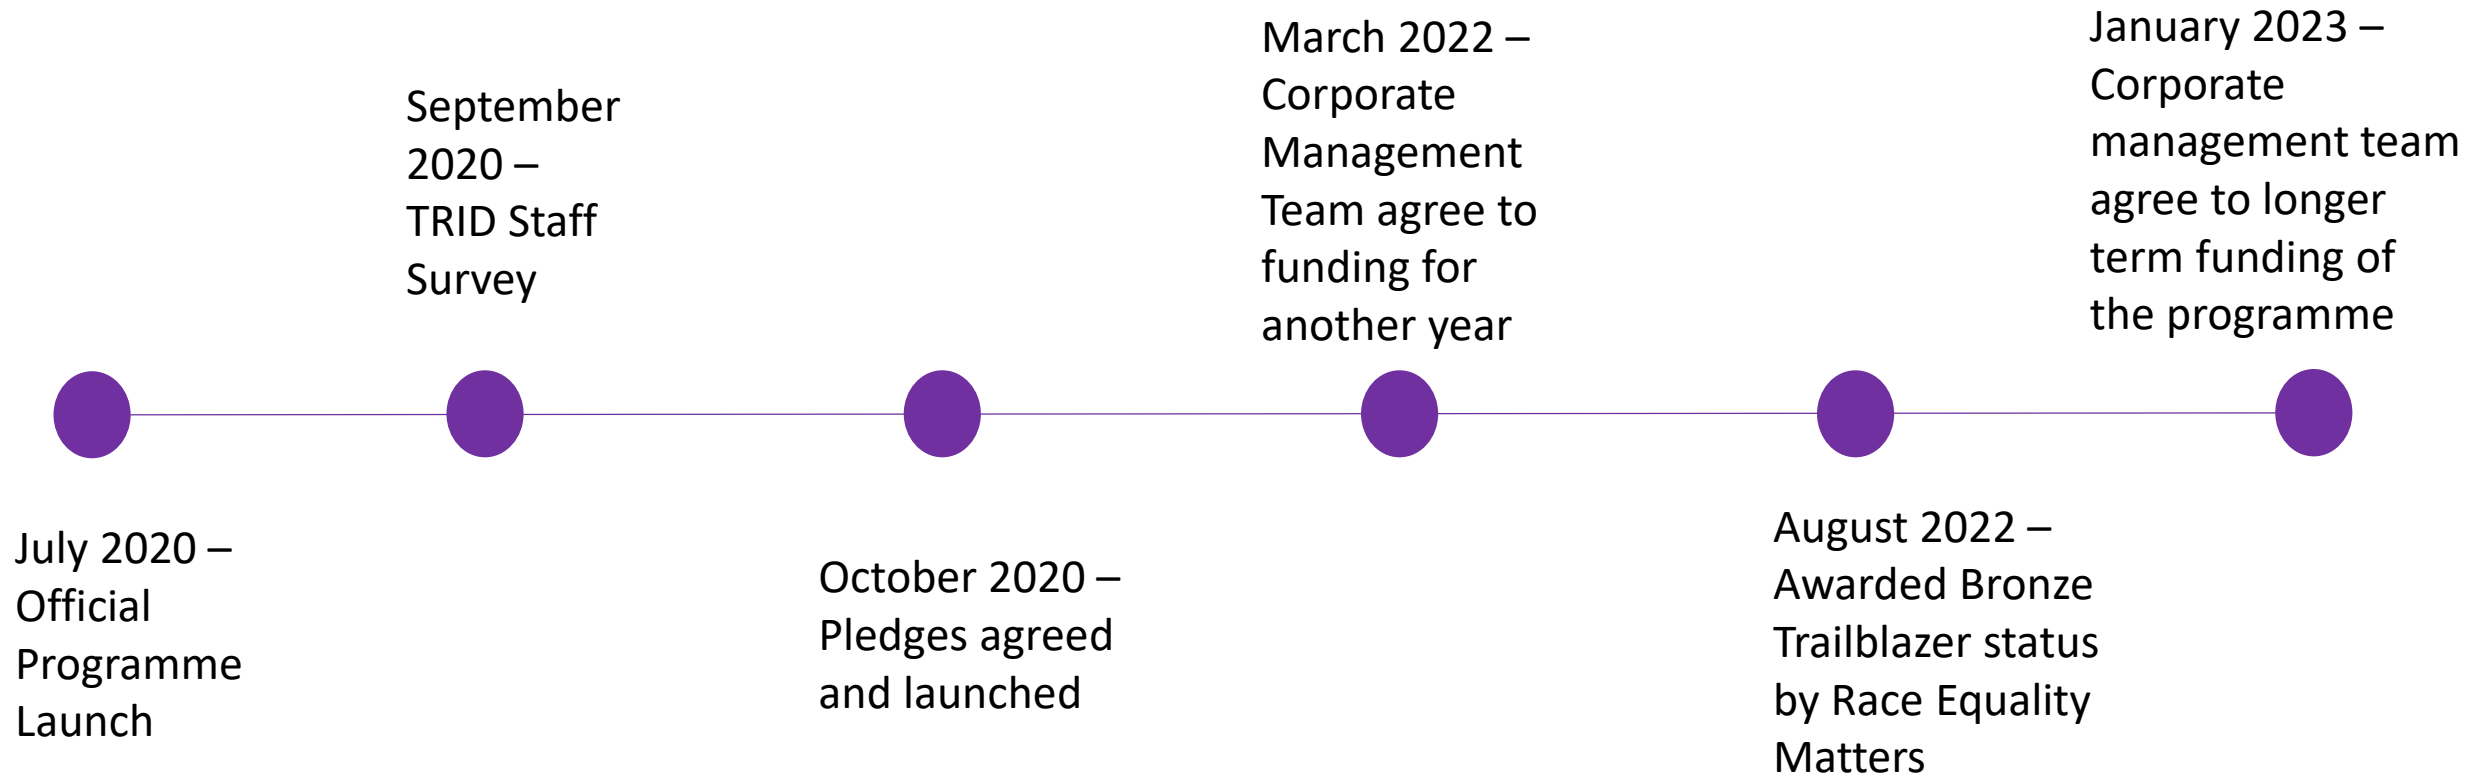 July 2020 –
Official
Programme
Launch
September
2020 –
TRID Staff
Survey
October 2020 –
Pledges agreed
and launched
March 2022 –
Corporate
Management
Team agree to
funding for
another year
August 2022 –
Awarded Bronze
Trailblazer status
by Race Equality
Matters
January 2023 –
Corporate
management team
agree to longer
term funding of
the programme